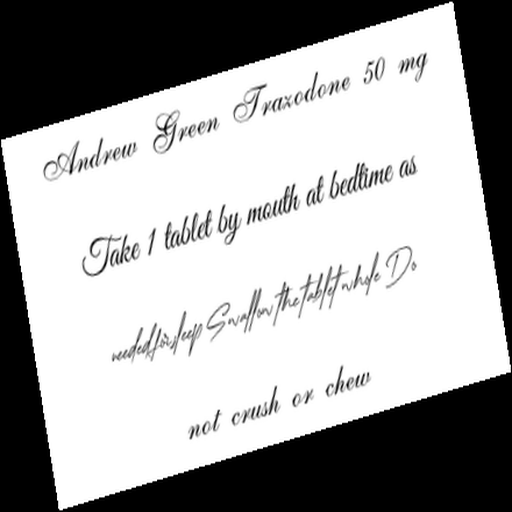 Andrew Green Trazodone 50 mg
Take 1 tablet by mouth at bedtime as
needed for sleep Swallow the tablet whole Do
not crush or chew